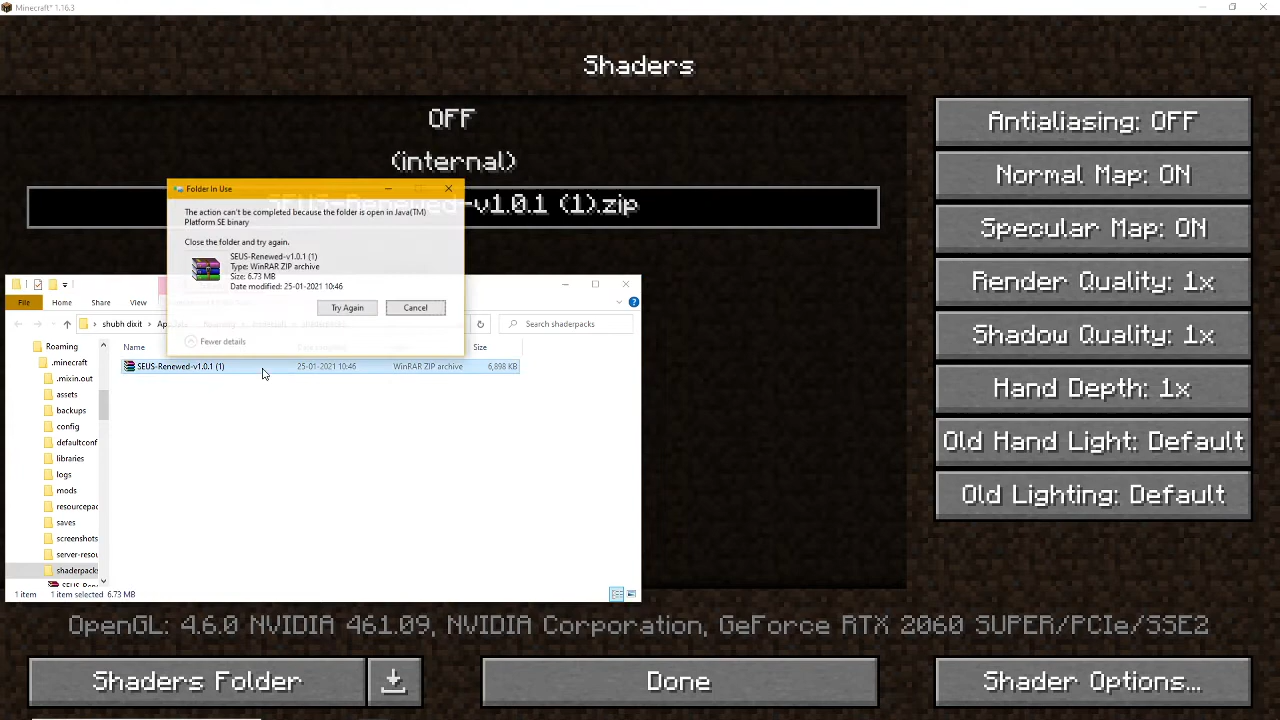 Minecraft* 1.16.3
Shaders
OFF
(internal)
SEUS-Renewed-v1.0.1 (1).zip
Antialiasing: OFF
Normal Map: ON
Specular Map: ON
Render Quality: 1x
Shadow Quality: 1x
Hand Depth: 1x
Old Hand Light: Default
Old Lighting: Default
Folder In Use
The action can't be completed because the folder is open in Java(TM)
Platform SE binary
Close the folder and try again.
SEUS-Renewed-v1.0.1 (1)
Type: WinRAR ZIP archive
Size: 6.73 MB
Date modified: 25-01-2021 10:46
Try Again
Cancel
Fewer details
File
Home
Share
View
shubh dixit
Search shaderpacks
Name
Size
SEUS-Renewed-v1.0.1 (1)
25-01-2021 10:46
WinRAR ZIP archive
6,898 KB
Roaming
.minecraft
.mixin.out
assets
backups
config
defaultconf
libraries
logs
mods
resourcepac
saves
screenshots
server-resou
shaderpacks
1 item
1 item selected 6.73 MB
OpenGL: 4.6.0 NVIDIA 461.09, NVIDIA Corporation, GeForce RTX 2060 SUPER/PCIe/SSE2
Shaders Folder
Done
Shader Options...